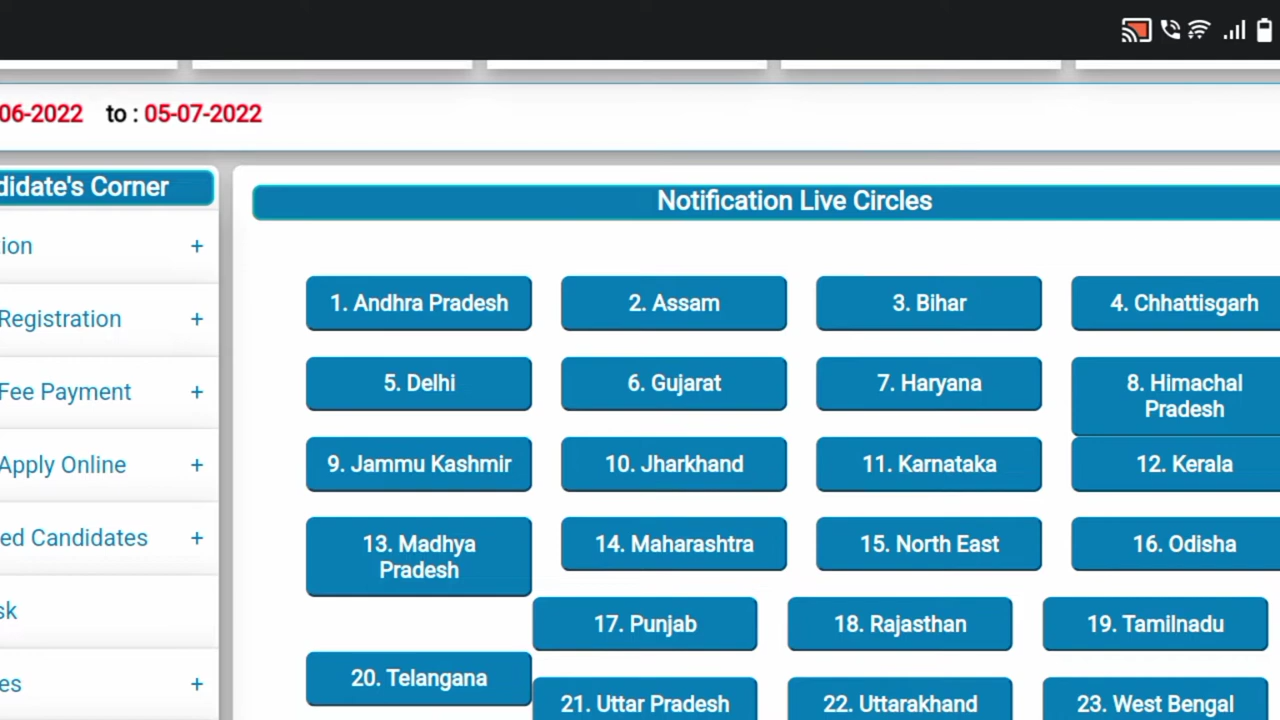 06-2022 to : 05-07-2022
didate's Corner
ion +
Registration +
Fee Payment +
Apply Online +
ed Candidates +
sk
es +
Notification Live Circles
1. Andhra Pradesh
2. Assam
3. Bihar
4. Chhattisgarh
5. Delhi
6. Gujarat
7. Haryana
8. Himachal
Pradesh
9. Jammu Kashmir
10. Jharkhand
11. Karnataka
12. Kerala
13. Madhya
Pradesh
14. Maharashtra
15. North East
16. Odisha
17. Punjab
18. Rajasthan
19. Tamilnadu
20. Telangana
21. Uttar Pradesh
22. Uttarakhand
23. West Bengal